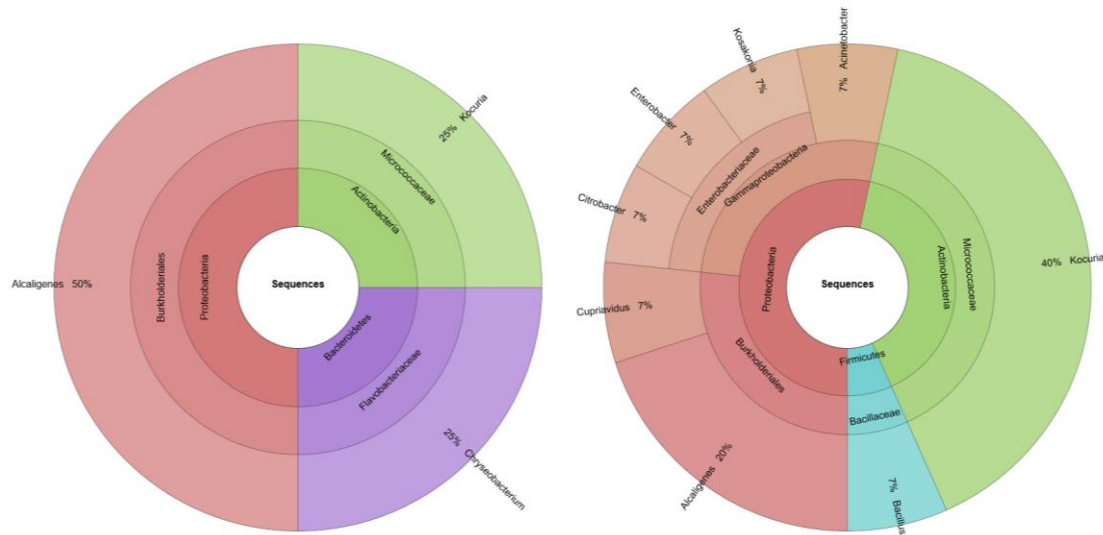 Alcaligenes 50%
Burkholderiales
Proteobacteria
Sequences
Actinobacteria
Micrococcaceae
25% Kocuria
Bacteroidetes
Flavobacteriaceae
25% Chryseobacterium
Kosakonia 7%
7% Acinetobacter
Enterobacter 7%
Citrobacter 7%
Cupriavidus 7%
Enterobacteriaceae
Gammaproteobacteria
Proteobacteria
Burkholderiales
Alcaligenes 20%
Sequences
Actinobacteria
Micrococcaceae
40% Kocuria
Firmicutes
Bacillaceae
7% Bacillus